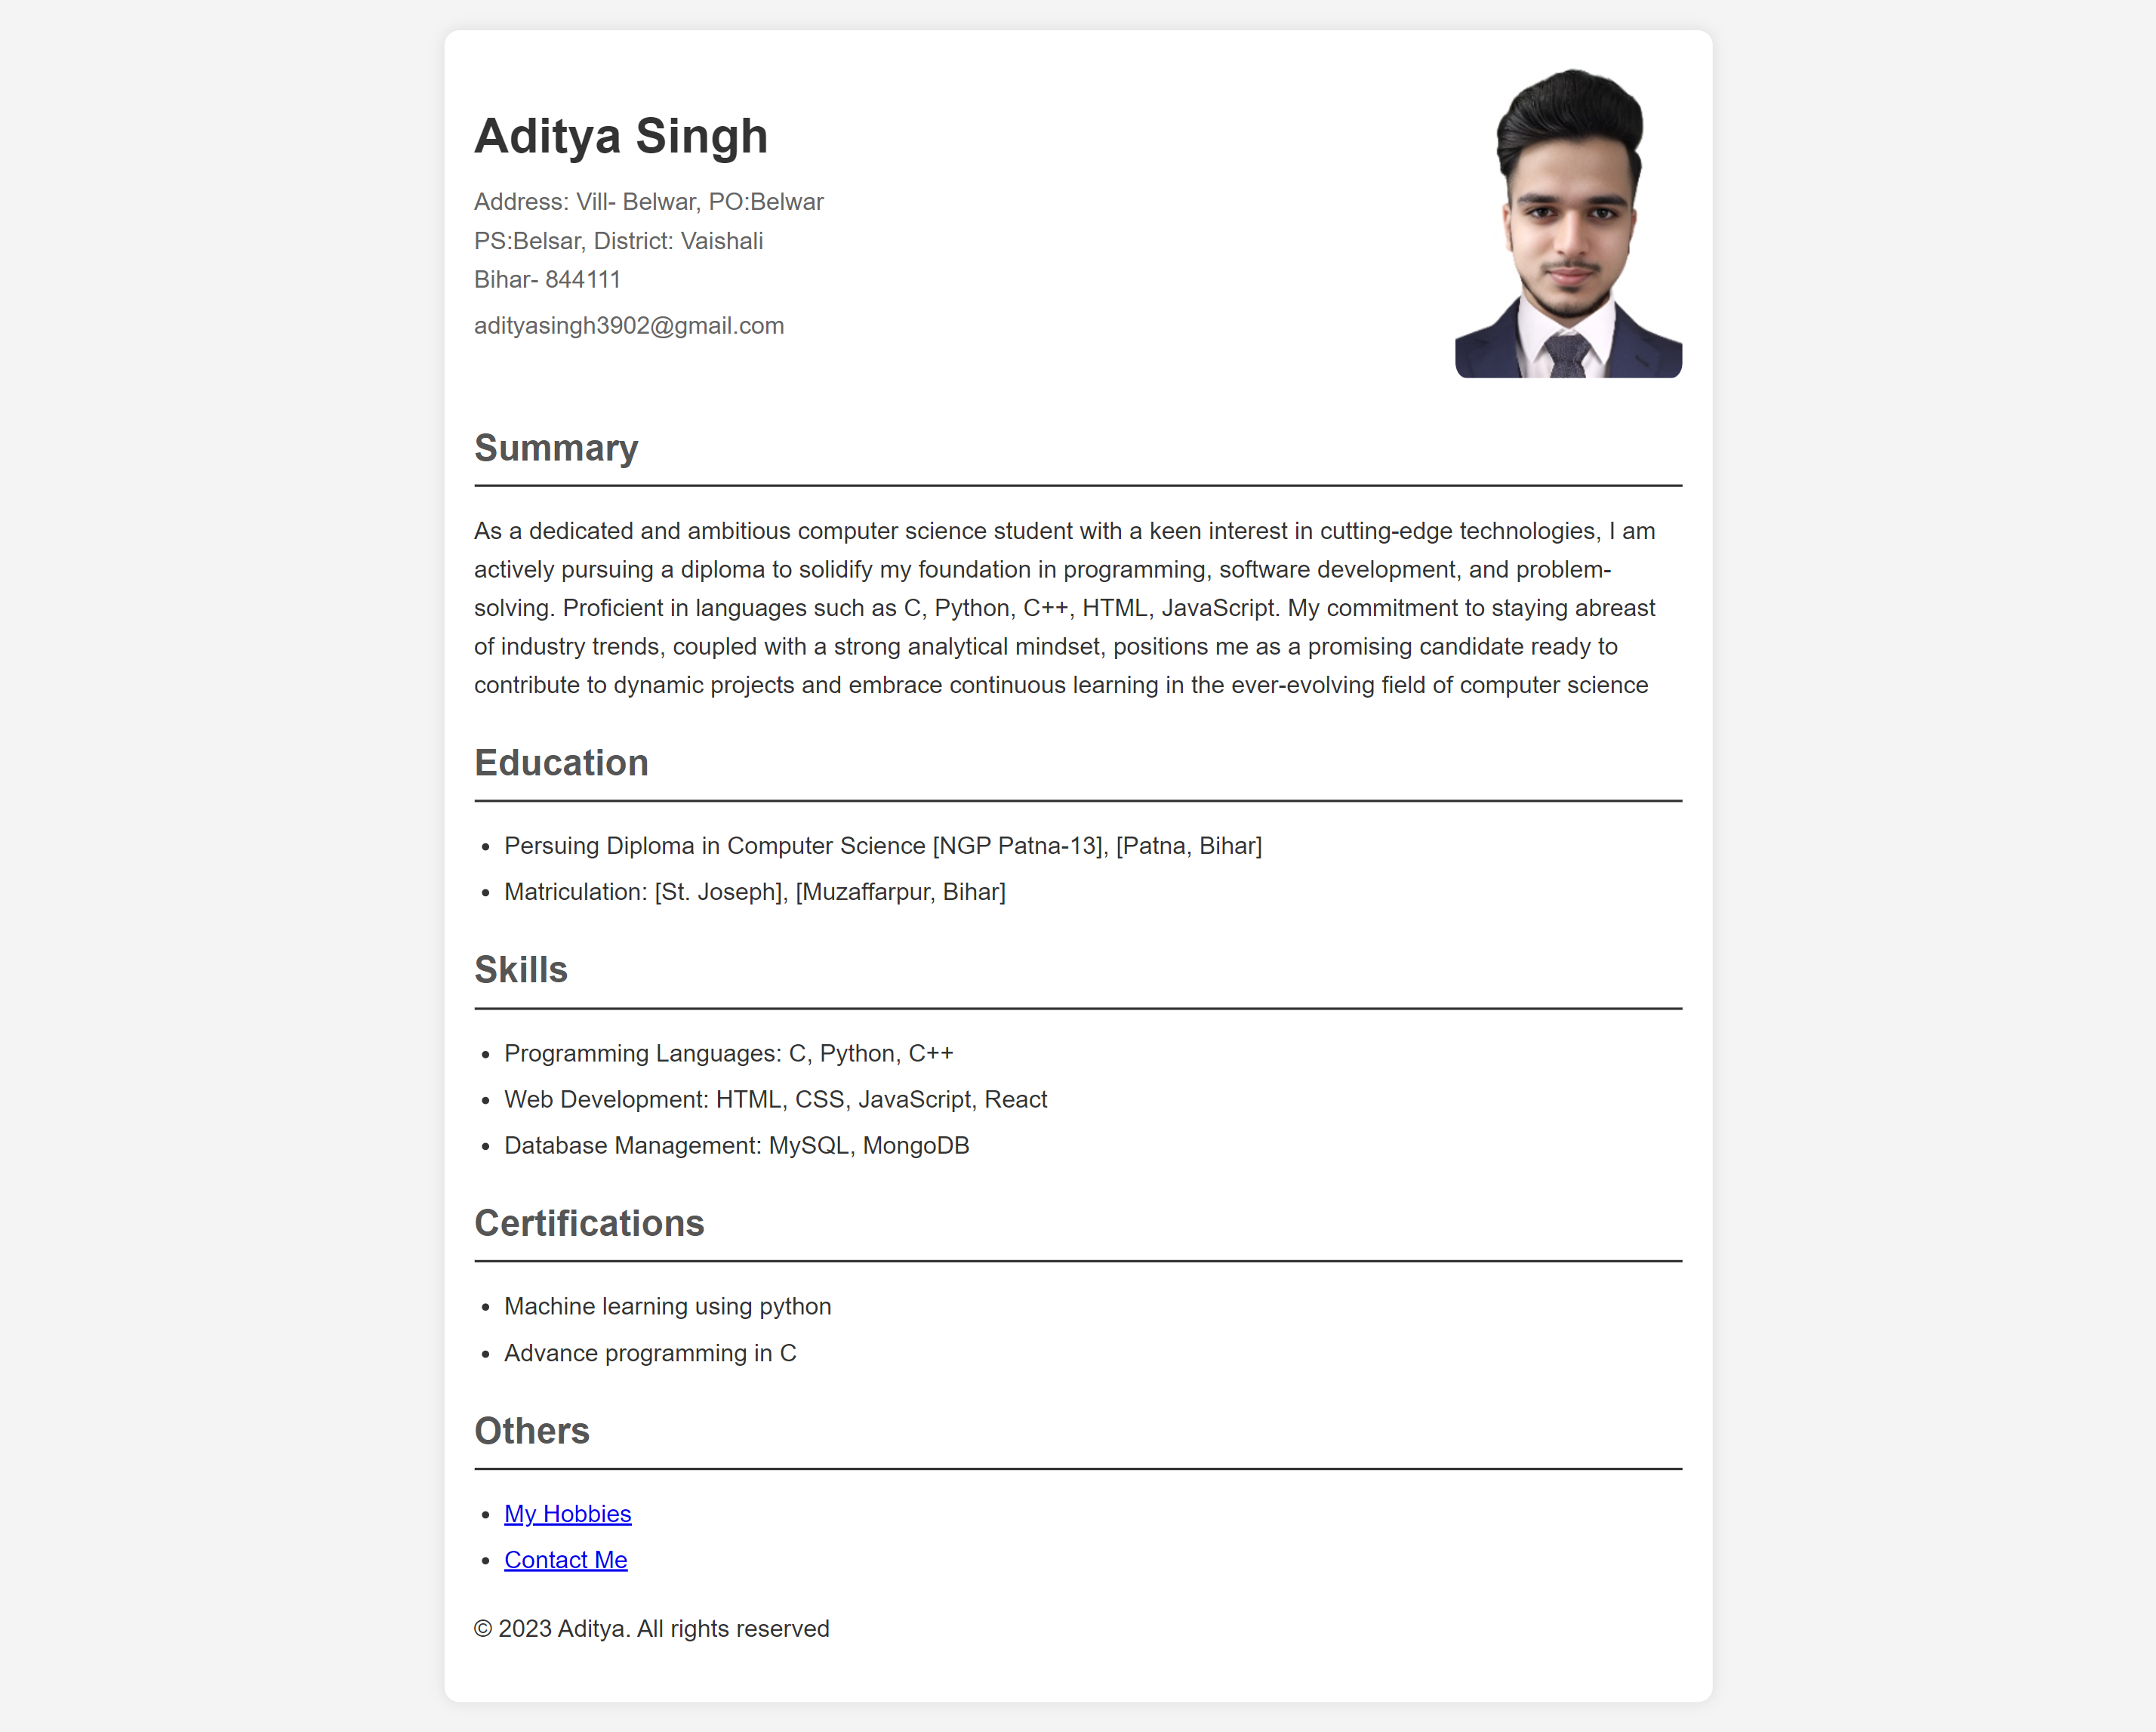 Aditya Singh
Address: Vill- Belwar, PO:Belwar
PS:Belsar, District: Vaishali
Bihar- 844111
adityasingh3902@gmail.com
Summary
As a dedicated and ambitious computer science student with a keen interest in cutting-edge technologies, I am
actively pursuing a diploma to solidify my foundation in programming, software development, and problem-
solving. Proficient in languages such as C, Python, C++, HTML, JavaScript. My commitment to staying abreast
of industry trends, coupled with a strong analytical mindset, positions me as a promising candidate ready to
contribute to dynamic projects and embrace continuous learning in the ever-evolving field of computer science
Education
• Persuing Diploma in Computer Science [NGP Patna-13], [Patna, Bihar]
• Matriculation: [St. Joseph], [Muzaffarpur, Bihar]
Skills
• Programming Languages: C, Python, C++
• Web Development: HTML, CSS, JavaScript, React
• Database Management: MySQL, MongoDB
Certifications
• Machine learning using python
• Advance programming in C
Others
• My Hobbies
• Contact Me
© 2023 Aditya. All rights reserved